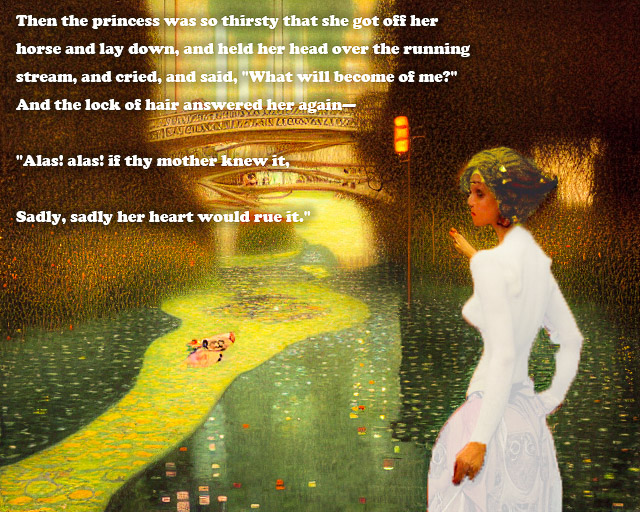 Then the princess was so thirsty that she got off her
horse and lay down, and held her head over the running
stream, and cried, and said, "What will become of me?"
And the lock of hair answered her again—
"Alas! alas! if thy mother knew it,
Sadly, sadly her heart would rue it."